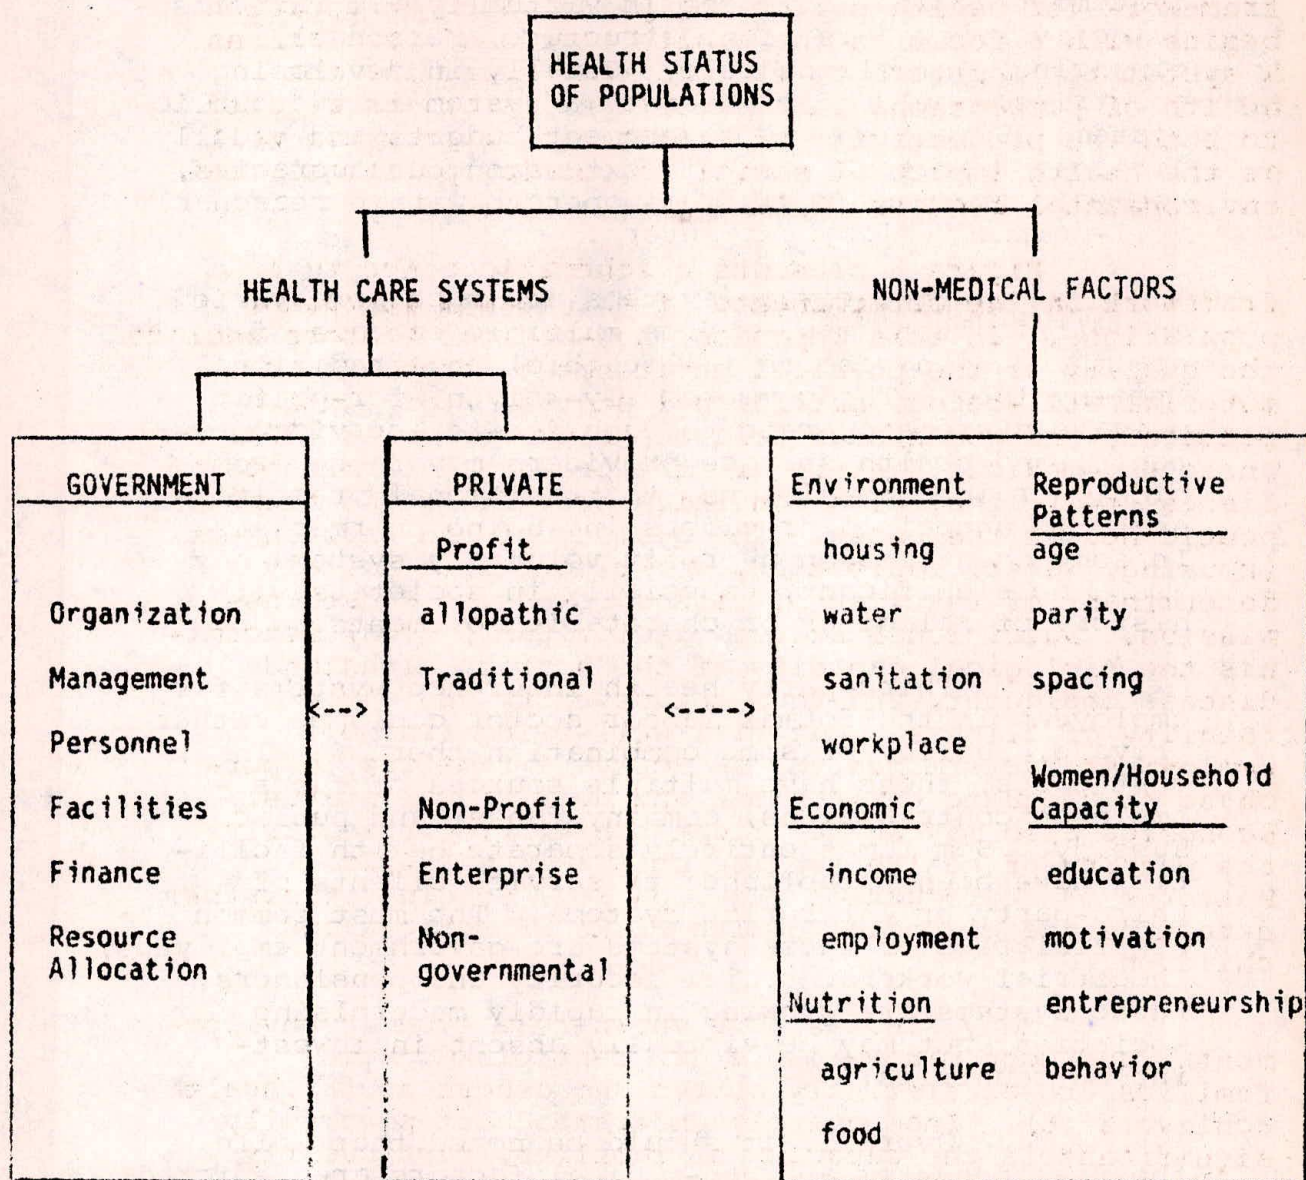 HEALTH STATUS
OF POPULATIONS
HEALTH CARE SYSTEMS
NON-MEDICAL FACTORS
GOVERNMENT
Organization
Management
Personnel
Facilities
Finance
Resource
Allocation
<-->
PRIVATE
Profit
allopathic
Traditional
Non-Profit
Enterprise
Non-
governmental
<---->
Environment
housing
water
sanitation
workplace
Economic
income
employment
Nutrition
agriculture
food
Reproductive
Patterns
age
parity
spacing
Women/Household
Capacity
education
motivation
entrepreneurship
behavior